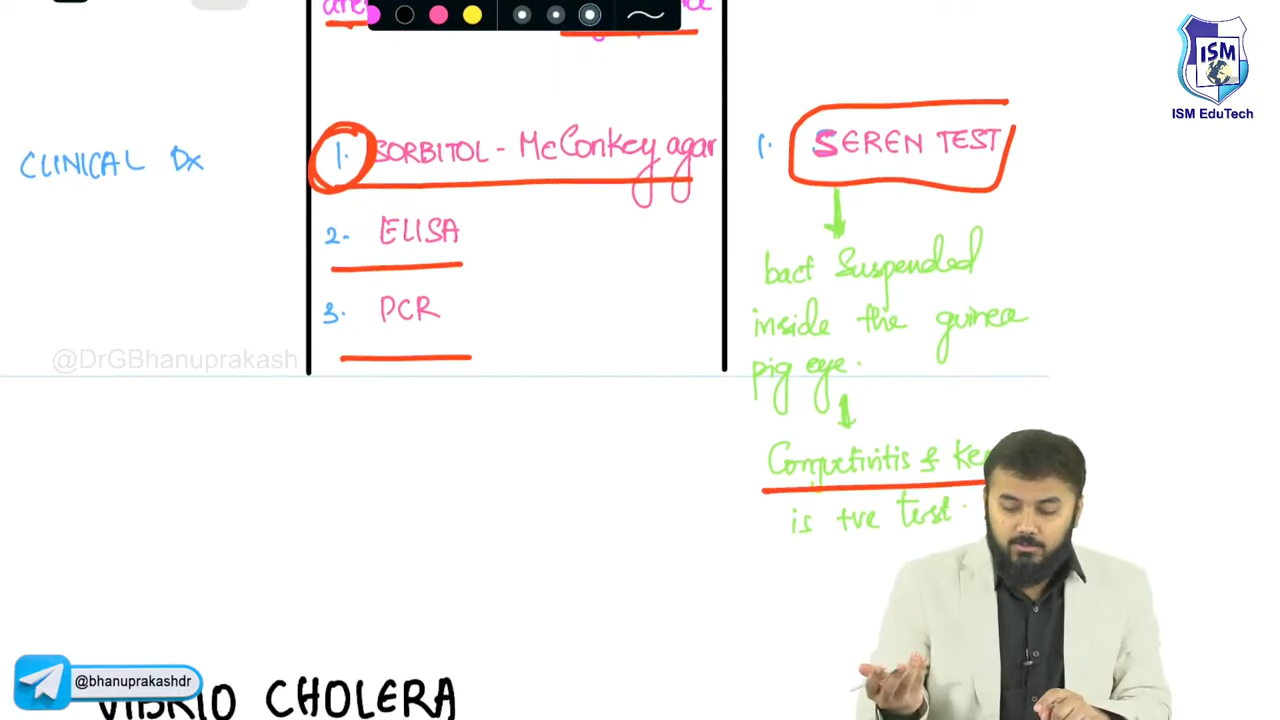 are
ISM
ISM EduTech
CLINICAL Dx
1. SORBITOL - McConkey agar
2. ELISA
3. PCR
1. SEREN TEST
bact Suspended
inside the guinea
pig eye.
Conjuctivitis & Ke
is +ve test.
@DrGBhanuprakash
@bhanuprakashdr
VIBRIO CHOLERA